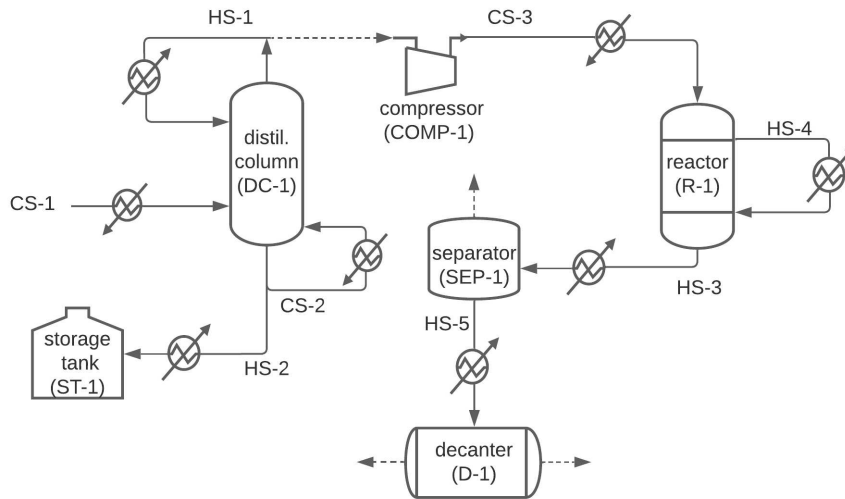 HS-1
CS-3
compressor
(COMP-1)
distil.
column
(DC-1)
HS-4
reactor
(R-1)
CS-1
separator
(SEP-1)
HS-3
CS-2
HS-5
storage
tank
(ST-1)
HS-2
decanter
(D-1)